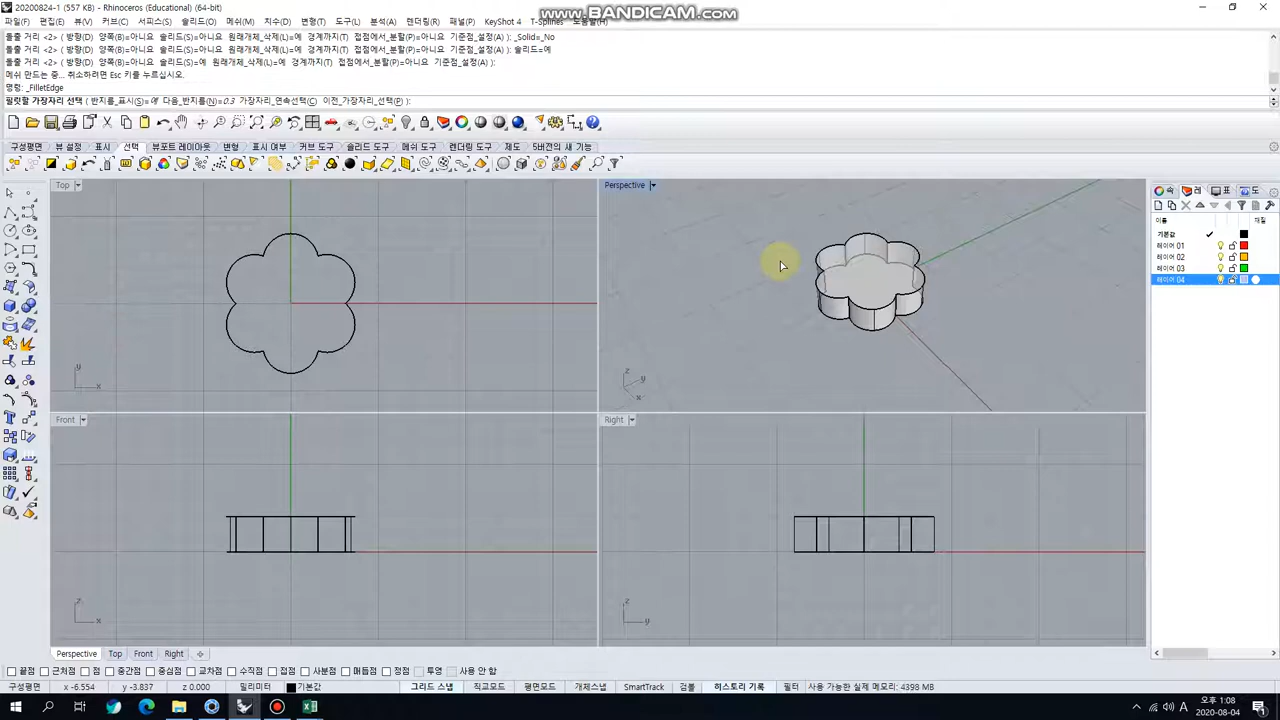 20200824-1 (557 KB) - Rhinoceros (Educational) (64-bit)
www.BANDICAM.com
파일(F) 편집(E) 뷰(V) 커브(C) 서피스(S) 솔리드(O) 메쉬(M) 치수(D) 변형(T) 도구(L) 분석(A) 렌더링(R) 패널(P) KeyShot 4 T-Splines 도움말(H)
돌출 거리 <2> ( 방향(D) 양쪽(B)=아니요 솔리드(S)=아니요 원래개체_삭제(L)=예 경계까지(T) 접점에서_분할(P)=아니요 기준점_설정(A) ): _Solid=_No
돌출 거리 <2> ( 방향(D) 양쪽(B)=아니요 솔리드(S)=아니요 원래개체_삭제(L)=예 경계까지(T) 접점에서_분할(P)=아니요 기준점_설정(A) ): 솔리드=예
돌출 거리 <2> ( 방향(D) 양쪽(B)=아니요 솔리드(S)=예 원래개체_삭제(L)=예 경계까지(T) 접점에서_분할(P)=아니요 기준점_설정(A) ):
메쉬 만드는 중... 취소하려면 Esc 키를 누르십시오.
명령: _FilletEdge
필릿할 가장자리 선택 ( 반지름_표시(S)=예 다음_반지름(N)=0.3 가장자리_연속선택(C) 이전_가장자리_선택(P) ):
구성평면 뷰 설정 표시 선택 뷰포트 레이아웃 변형 표시 여부 커브 도구 솔리드 도구 메쉬 도구 렌더링 도구 제도 5버전의 새 기능
Top
Perspective
이름 재질
기본값
레이어 01
레이어 02
레이어 03
레이어 04
y
x
z
y
x
Front
Right
z
x
z
y
Perspective Top Front Right
끝점 근처점 점 중간점 중심점 교차점 수직점 접점 사분점 매듭점 정점 투영 사용 안 함
구성평면 x -6.554 y -3.837 z 0.000 밀리미터 기본값 그리드 스냅 직교모드 평면모드 개체스냅 SmartTrack 검볼 히스토리 기록 필터 사용 가능한 실제 메모리: 4398 MB
A 오후 1:08
2020-08-04